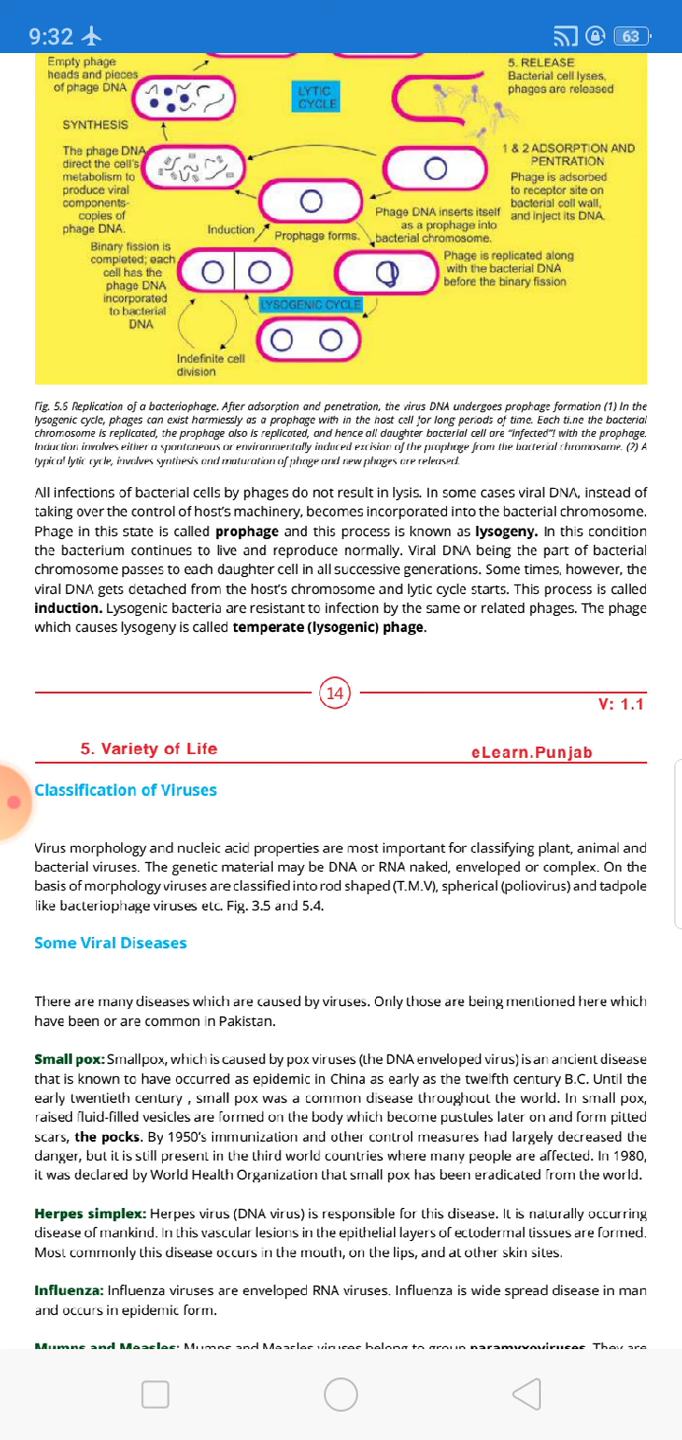 9:32
63
Empty phage
heads and pieces
of phage DNA
LYTIC
CYCLE
5. RELEASE
Bacterial cell lyses,
phages are released
SYNTHESIS
The phage DNA
direct the cell's
metabolism to
produce viral
components-
copies of
phage DNA.
1 & 2 ADSORPTION AND
PENTRATION
Phage is adsorbed
to receptor site on
bacterial cell wall,
and inject its DNA.
Phage DNA inserts itself
as a prophage into
bacterial chromosome.
Induction
Prophage forms.
Binary fission is
completed; each
cell has the
phage DNA
incorporated
to bacterial
DNA
Phage is replicated along
with the bacterial DNA
before the binary fission
LYSOGENIC CYCLE
Indefinite cell
division
Fig. 5.6 Replication of a bacteriophage. After adsorption and penetration, the virus DNA undergoes prophage formation (1) In the
lysogenic cycle, phages can exist harmlessly as a prophage with in the host cell for long periods of time. Each time the bacterial
chromosome is replicated, the prophage also is replicated, and hence all daughter bacterial cell are "infected"! with the prophage.
Induction involves either a spontaneous or environmentally induced excision of the prophage from the bacterial chromosome. (2) A
typical lytic cycle, involves synthesis and maturation of phage and new phages are released.
All infections of bacterial cells by phages do not result in lysis. In some cases viral DNA, instead of
taking over the control of host's machinery, becomes incorporated into the bacterial chromosome.
Phage in this state is called prophage and this process is known as lysogeny. In this condition
the bacterium continues to live and reproduce normally. Viral DNA being the part of bacterial
chromosome passes to each daughter cell in all successive generations. Some times, however, the
viral DNA gets detached from the host's chromosome and lytic cycle starts. This process is called
induction. Lysogenic bacteria are resistant to infection by the same or related phages. The phage
which causes lysogeny is called temperate (lysogenic) phage.
14
V: 1.1
5. Variety of Life
eLearn.Punjab
Classification of Viruses
Virus morphology and nucleic acid properties are most important for classifying plant, animal and
bacterial viruses. The genetic material may be DNA or RNA naked, enveloped or complex. On the
basis of morphology viruses are classified into rod shaped (T.M.V), spherical (poliovirus) and tadpole
like bacteriophage viruses etc. Fig. 3.5 and 5.4.
Some Viral Diseases
There are many diseases which are caused by viruses. Only those are being mentioned here which
have been or are common in Pakistan.
Small pox: Smallpox, which is caused by pox viruses (the DNA enveloped virus) is an ancient disease
that is known to have occurred as epidemic in China as early as the twelfth century B.C. Until the
early twentieth century , small pox was a common disease throughout the world. In small pox,
raised fluid-filled vesicles are formed on the body which become pustules later on and form pitted
scars, the pocks. By 1950's immunization and other control measures had largely decreased the
danger, but it is still present in the third world countries where many people are affected. In 1980,
it was declared by World Health Organization that small pox has been eradicated from the world.
Herpes simplex: Herpes virus (DNA virus) is responsible for this disease. It is naturally occurring
disease of mankind. In this vascular lesions in the epithelial layers of ectodermal tissues are formed.
Most commonly this disease occurs in the mouth, on the lips, and at other skin sites.
Influenza: Influenza viruses are enveloped RNA viruses. Influenza is wide spread disease in man
and occurs in epidemic form.
Mumps and Measles: Mumps and Measles viruses belong to group paramyxoviruses. They are